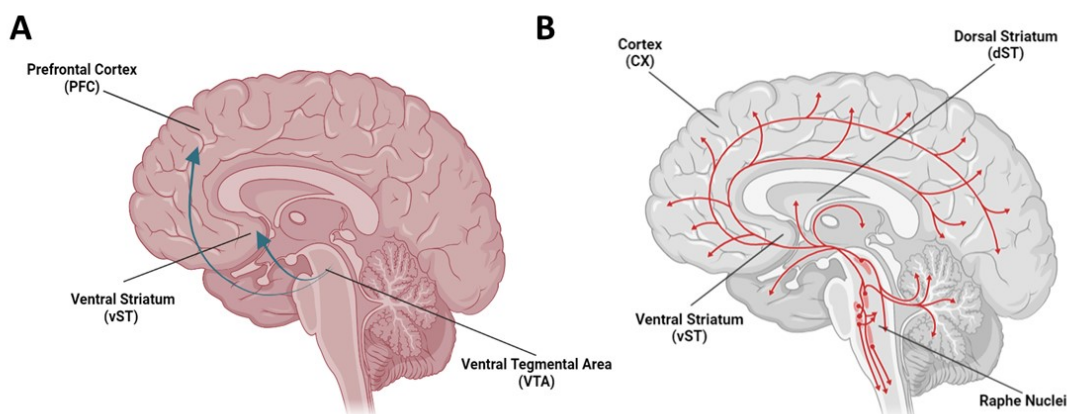 A
Prefrontal Cortex
(PFC)
Ventral Striatum
(vST)
Ventral Tegmental Area
(VTA)
B
Cortex
(CX)
Dorsal Striatum
(dST)
Ventral Striatum
(vST)
Raphe Nuclei